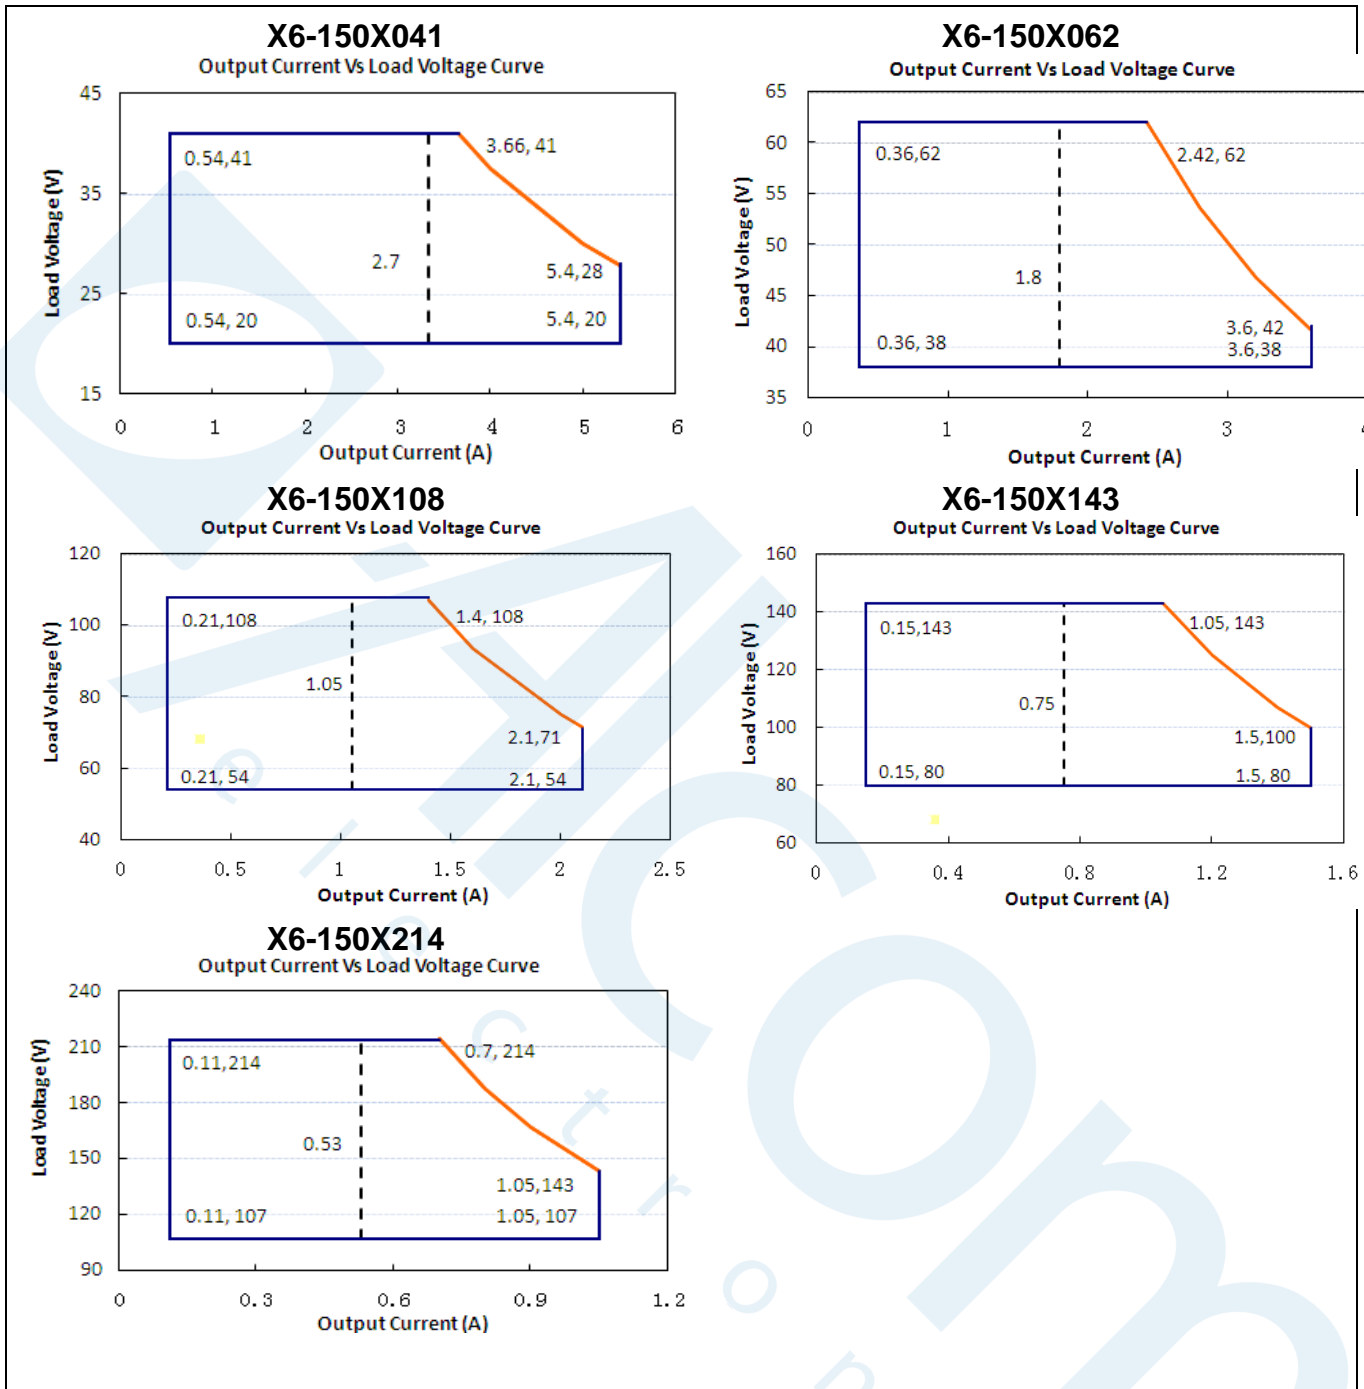 X6-150X041
Output Current Vs Load Voltage Curve
45
35
25
15
Load Voltage (V)
0.54,41
3.66, 41
2.7
5.4,28
0.54, 20
5.4, 20
0 1 2 3 4 5 6
Output Current (A)
X6-150X062
Output Current Vs Load Voltage Curve
65
60
55
50
45
40
35
Load Voltage (V)
0.36,62
2.42, 62
1.8
3.6, 42
0.36, 38
3.6,38
0 1 2 3 4
Output Current (A)
X6-150X108
Output Current Vs Load Voltage Curve
120
100
80
60
40
Load Voltage (V)
0.21,108
1.4, 108
1.05
2.1,71
0.21, 54
2.1, 54
0 0.5 1 1.5 2 2.5
Output Current (A)
X6-150X143
Output Current Vs Load Voltage Curve
160
140
120
100
80
60
Load Voltage (V)
0.15,143
1.05, 143
0.75
1.5,100
0.15, 80
1.5, 80
0 0.4 0.8 1.2 1.6
Output Current (A)
X6-150X214
Output Current Vs Load Voltage Curve
240
210
180
150
120
90
Load Voltage (V)
0.11,214
0.7, 214
0.53
1.05,143
0.11, 107
1.05, 107
0 0.3 0.6 0.9 1.2
Output Current (A)